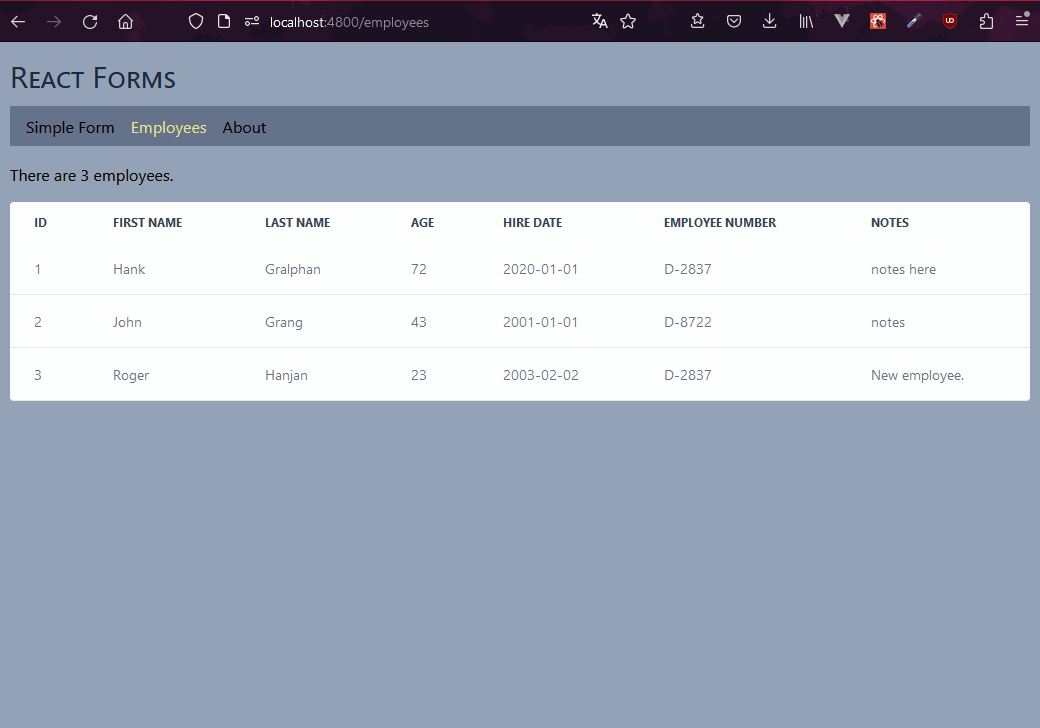 localhost:4800/employees
React Forms
Simple Form Employees About
There are 3 employees.
ID FIRST NAME LAST NAME AGE HIRE DATE EMPLOYEE NUMBER NOTES
1 Hank Gralphan 72 2020-01-01 D-2837 notes here
2 John Grang 43 2001-01-01 D-8722 notes
3 Roger Hanjan 23 2003-02-02 D-2837 New employee.